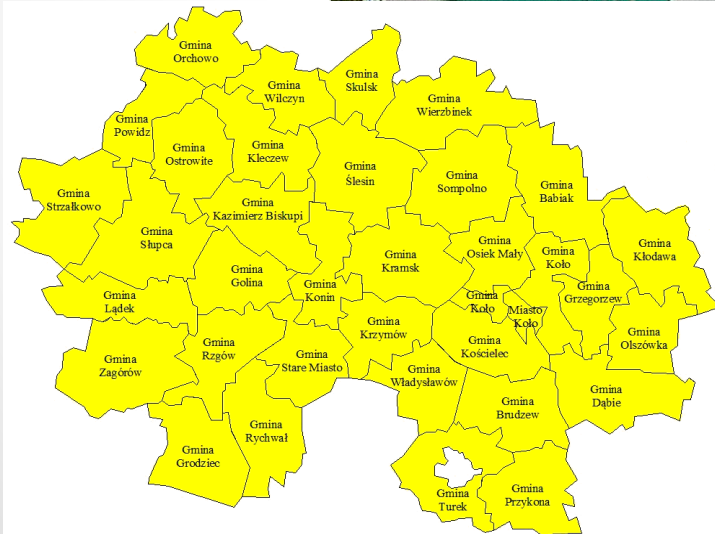 Gmina
Orchowo
Gmina
Wilczyn
Gmina
Skulsk
Gmina
Wierzbinek
Gmina
Powidz
Gmina
Ostrowite
Gmina
Kleczew
Gmina
Ślesin
Gmina
Sompolno
Gmina
Babiak
Gmina
Strzałkowo
Gmina
Słupca
Gmina
Kazimierz Biskupi
Gmina
Kramsk
Gmina
Osiek Mały
Gmina
Koło
Gmina
Kłodawa
Gmina
Lądek
Gmina
Golina
Gmina
Konin
Gmina
Koło
Miasto
Koło
Gmina
Grzegorzew
Gmina
Zagórów
Gmina
Rzgów
Gmina
Stare Miasto
Gmina
Krzymów
Gmina
Kościelec
Gmina
Olszówka
Gmina
Władysławów
Gmina
Brudzew
Gmina
Dąbie
Gmina
Grodziec
Gmina
Rychwał
Gmina
Turek
Gmina
Przykona